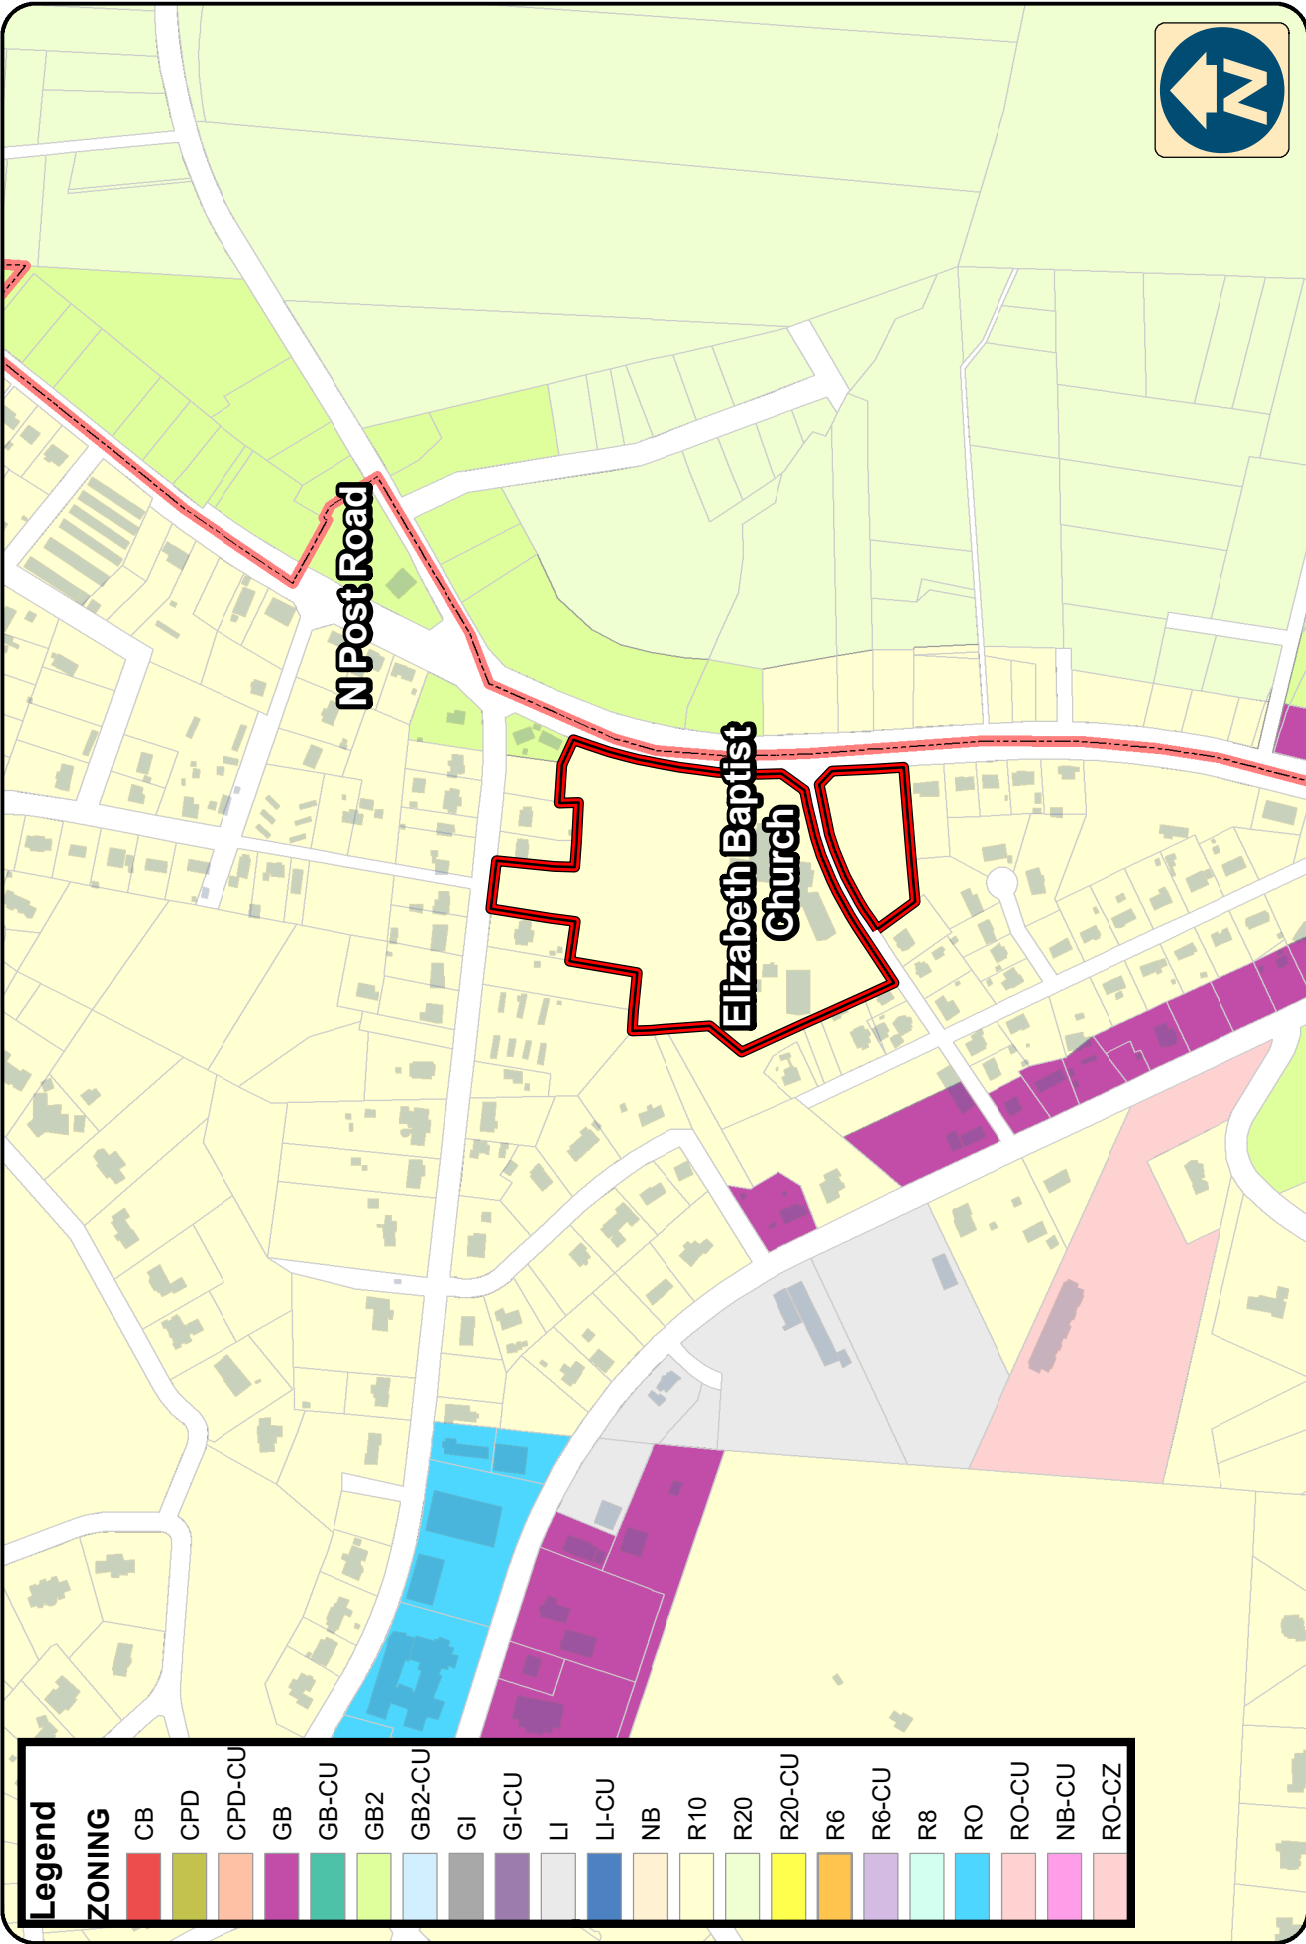 N
N Post Road
Elizabeth Baptist
Church
Legend
ZONING
CB
CPD
CPD-CU
GB
GB-CU
GB2
GB2-CU
GI
GI-CU
LI
LI-CU
NB
R10
R20
R20-CU
R6
R6-CU
R8
RO
RO-CU
NB-CU
RO-CZ